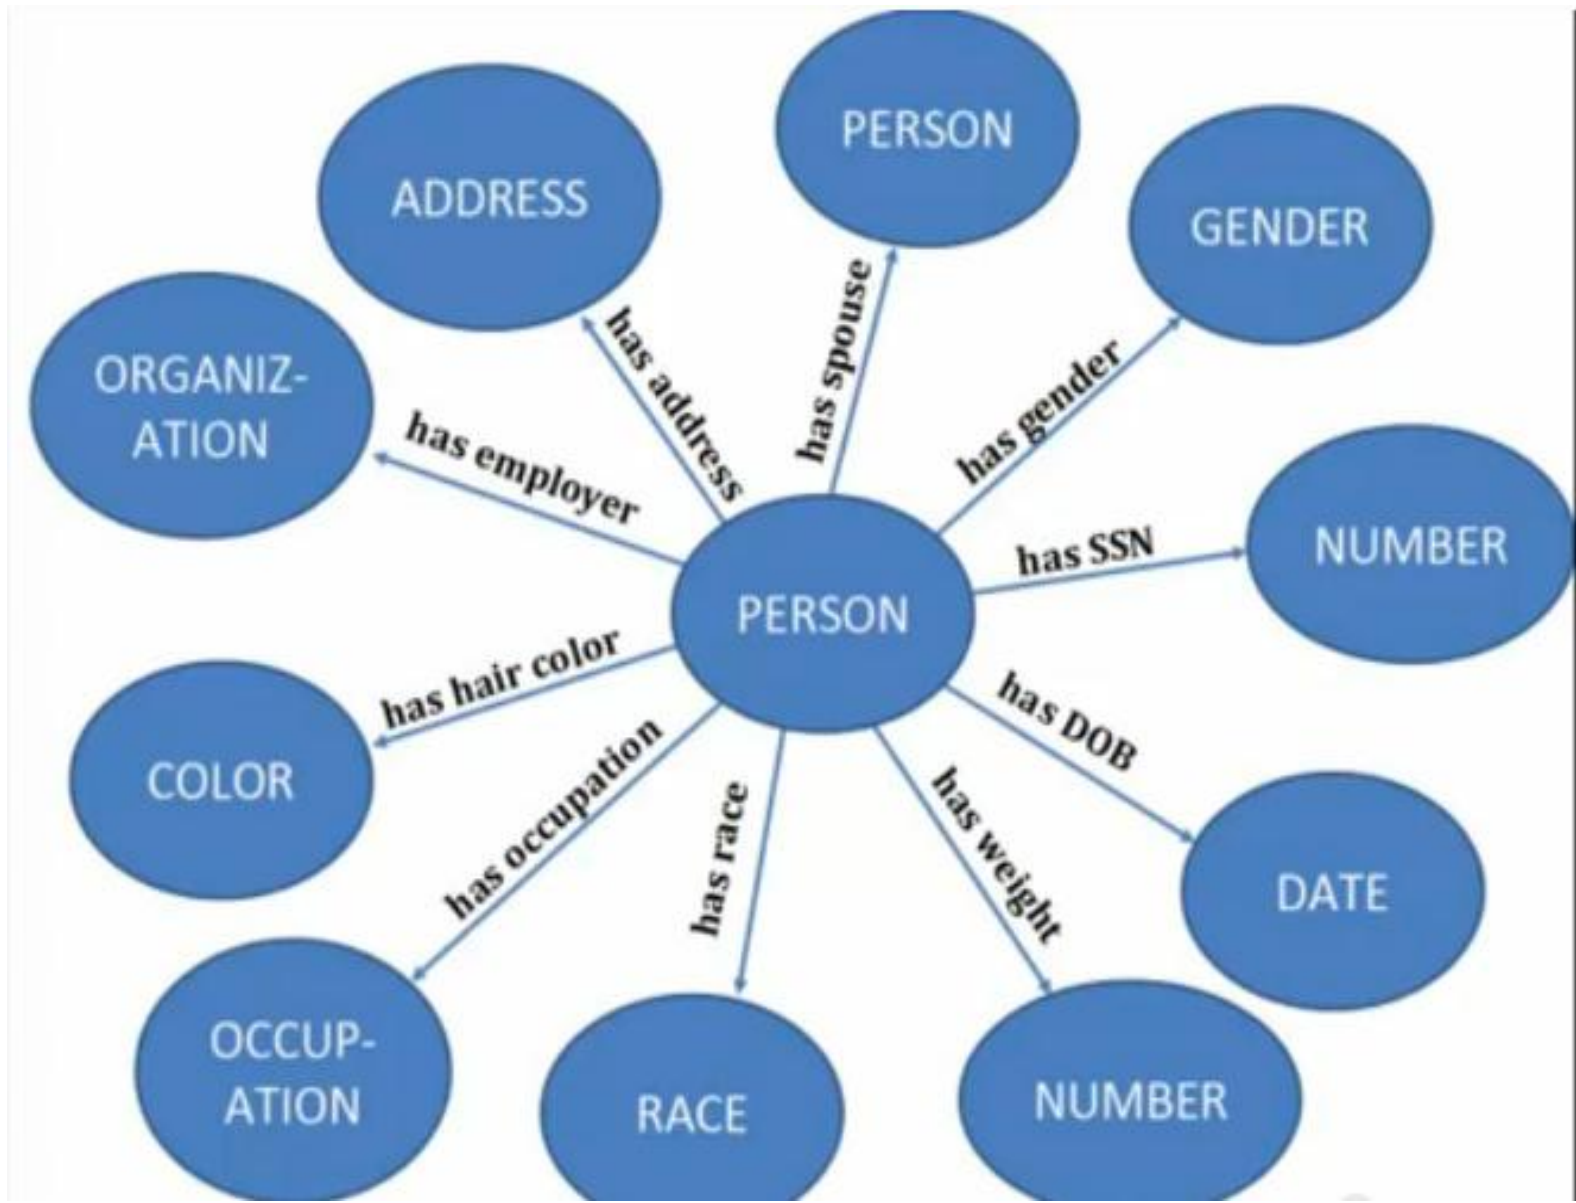 PERSON
ADDRESS
GENDER
ORGANIZ-
ATION
has address
has spouse
has gender
has employer
has SSN
NUMBER
PERSON
has hair color
has DOB
COLOR
has occupation
has race
has weight
DATE
OCCUP-
ATION
RACE
NUMBER